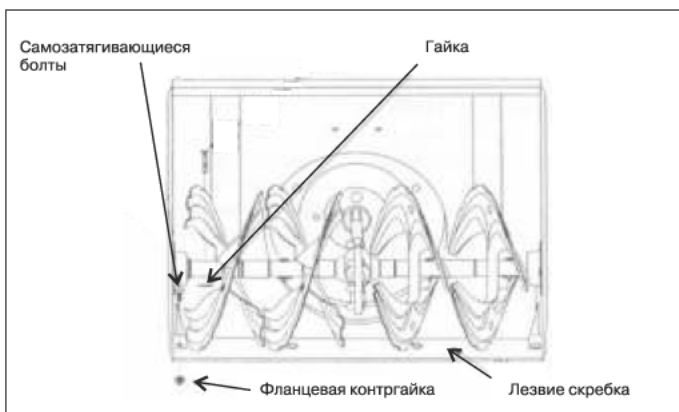 Самозатягивающиеся
болты
Гайка
Фланцевая контргайка
Лезвие скребка